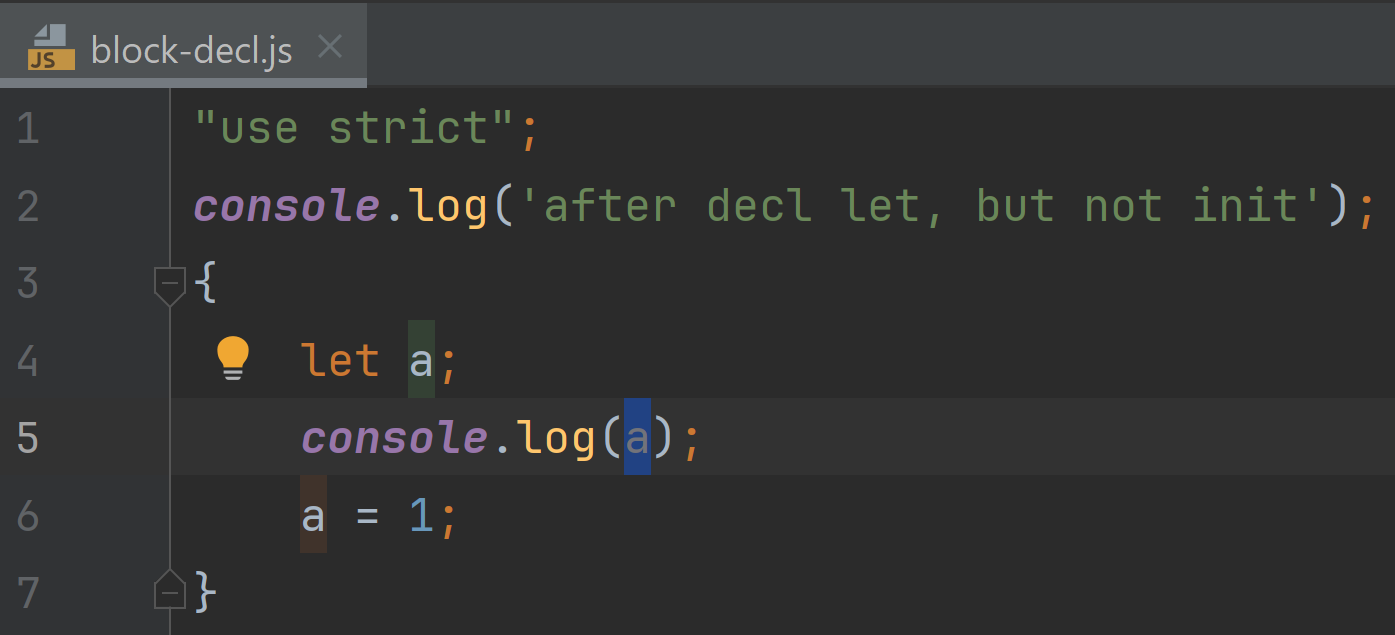 JS block-decl.js
1 "use strict";
2 console.log('after decl let, but not init');
3 {
4     let a;
5     console.log(a);
6     a = 1;
7 }